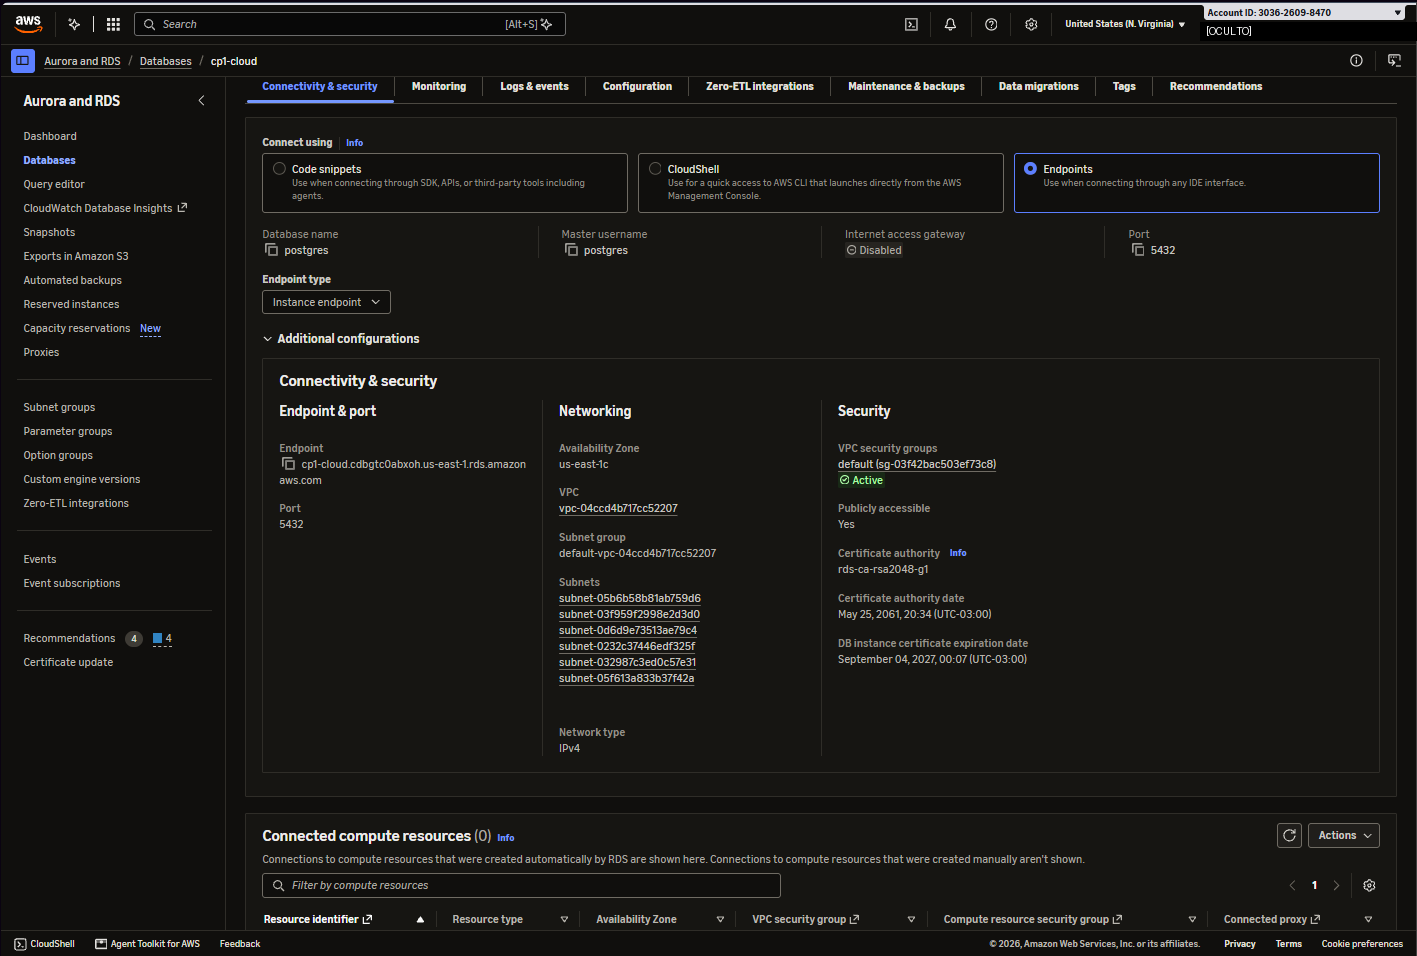 aws
Search [Alt+S]
United States (N. Virginia)
Account ID: 3036-2609-8470
[OCULTO]
Aurora and RDS / Databases / cp1-cloud
Aurora and RDS
Dashboard
Databases
Query editor
CloudWatch Database Insights
Snapshots
Exports in Amazon S3
Automated backups
Reserved instances
Capacity reservations New
Proxies
Subnet groups
Parameter groups
Option groups
Custom engine versions
Zero-ETL integrations
Events
Event subscriptions
Recommendations 4 4
Certificate update
Connectivity & security Monitoring Logs & events Configuration Zero-ETL integrations Maintenance & backups Data migrations Tags Recommendations
Connect using Info
Code snippets
Use when connecting through SDK, APIs, or third-party tools including
agents.
CloudShell
Use for a quick access to AWS CLI that launches directly from the AWS
Management Console.
Endpoints
Use when connecting through any IDE interface.
Database name
postgres
Master username
postgres
Internet access gateway
Disabled
Port
5432
Endpoint type
Instance endpoint
Additional configurations
Connectivity & security
Endpoint & port
Endpoint
cp1-cloud.cdbgtc0abxoh.us-east-1.rds.amazon
aws.com
Port
5432
Networking
Availability Zone
us-east-1c
VPC
vpc-04ccd4b717cc52207
Subnet group
default-vpc-04ccd4b717cc52207
Subnets
subnet-05b6b58b81ab759d6
subnet-03f959f2998e2d3d0
subnet-0d6d9e73513ae79c4
subnet-0232c37446edf325f
subnet-032987c3ed0c57e31
subnet-05f613a833b37f42a
Network type
IPv4
Security
VPC security groups
default (sg-03f42bac503ef73c8)
Active
Publicly accessible
Yes
Certificate authority Info
rds-ca-rsa2048-g1
Certificate authority date
May 25, 2061, 20:34 (UTC-03:00)
DB instance certificate expiration date
September 04, 2027, 00:07 (UTC-03:00)
Connected compute resources (0) Info
Actions
Connections to compute resources that were created automatically by RDS are shown here. Connections to compute resources that were created manually aren't shown.
Filter by compute resources
1
Resource identifier Resource type Availability Zone VPC security group Compute resource security group Connected proxy
CloudShell Agent Toolkit for AWS Feedback
© 2026, Amazon Web Services, Inc. or its affiliates. Privacy Terms Cookie preferences